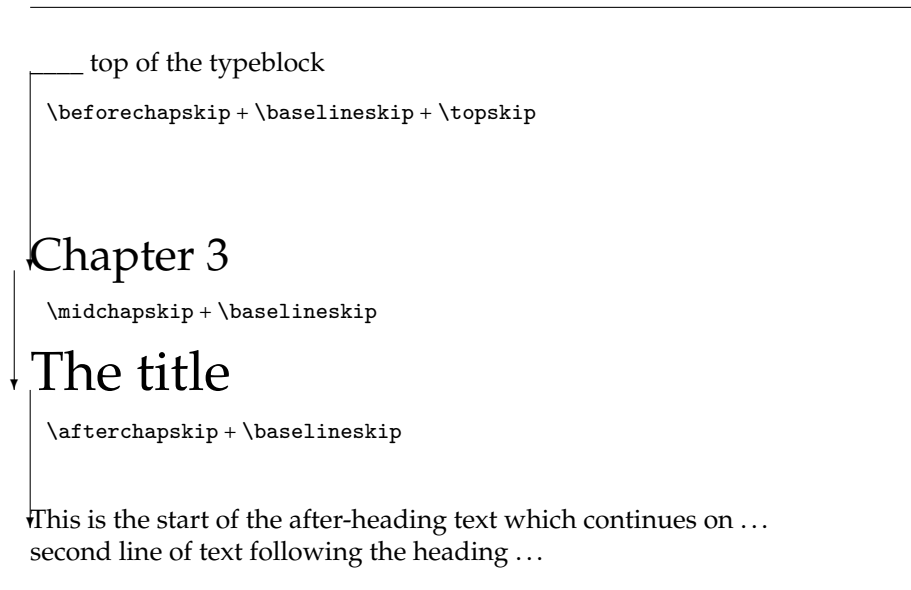 ____ top of the typeblock
\beforechapskip + \baselineskip + \topskip
Chapter 3
\midchapskip + \baselineskip
The title
\afterchapskip + \baselineskip
This is the start of the after-heading text which continues on . . .
second line of text following the heading . . .